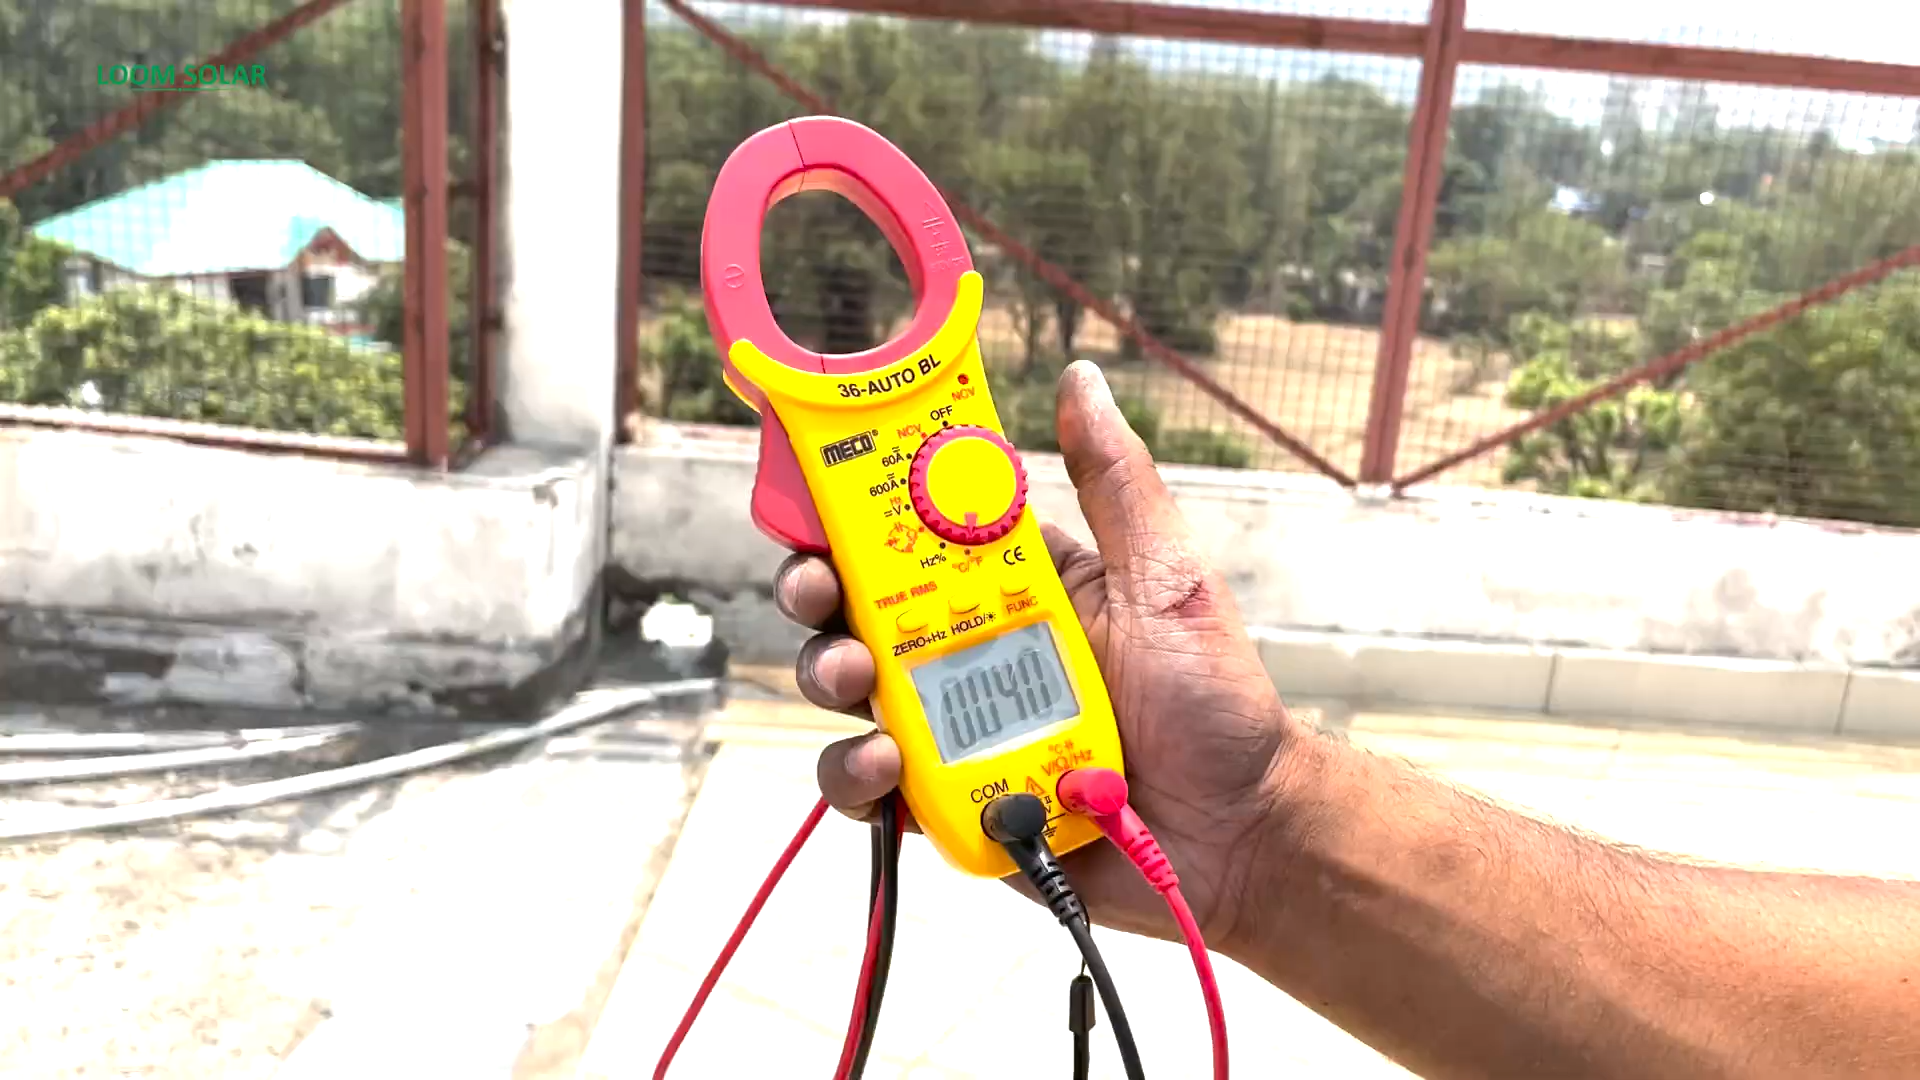 LOOM SOLAR
36-AUTO BL
NCV
OFF
MECO®
NCV
60A
600A
Hz
V
Hz%
°C/°F
CE
TRUE RMS
ZERO+Hz
HOLD/
FUNC
0040
°C
V/Ω/Hz
COM